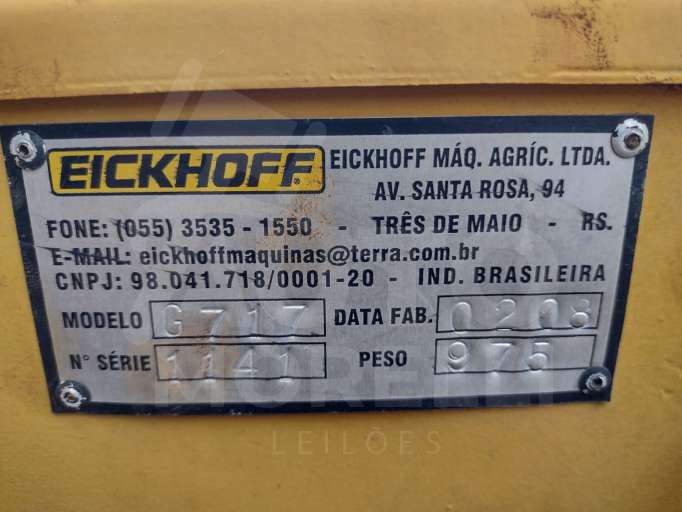 EICKHOFF
EICKHOFF MÁQ. AGRÍC. LTDA.
AV. SANTA ROSA, 94
FONE: (055) 3535 - 1550 - TRÊS DE MAIO - RS.
E-MAIL: eickhoffmaquinas@terra.com.br
CNPJ: 98.041.718/0001-20 - IND. BRASILEIRA
MODELO G717 DATA FAB. 0208
N° SÉRIE 1141 PESO 975
MORELLI
LEILÕES